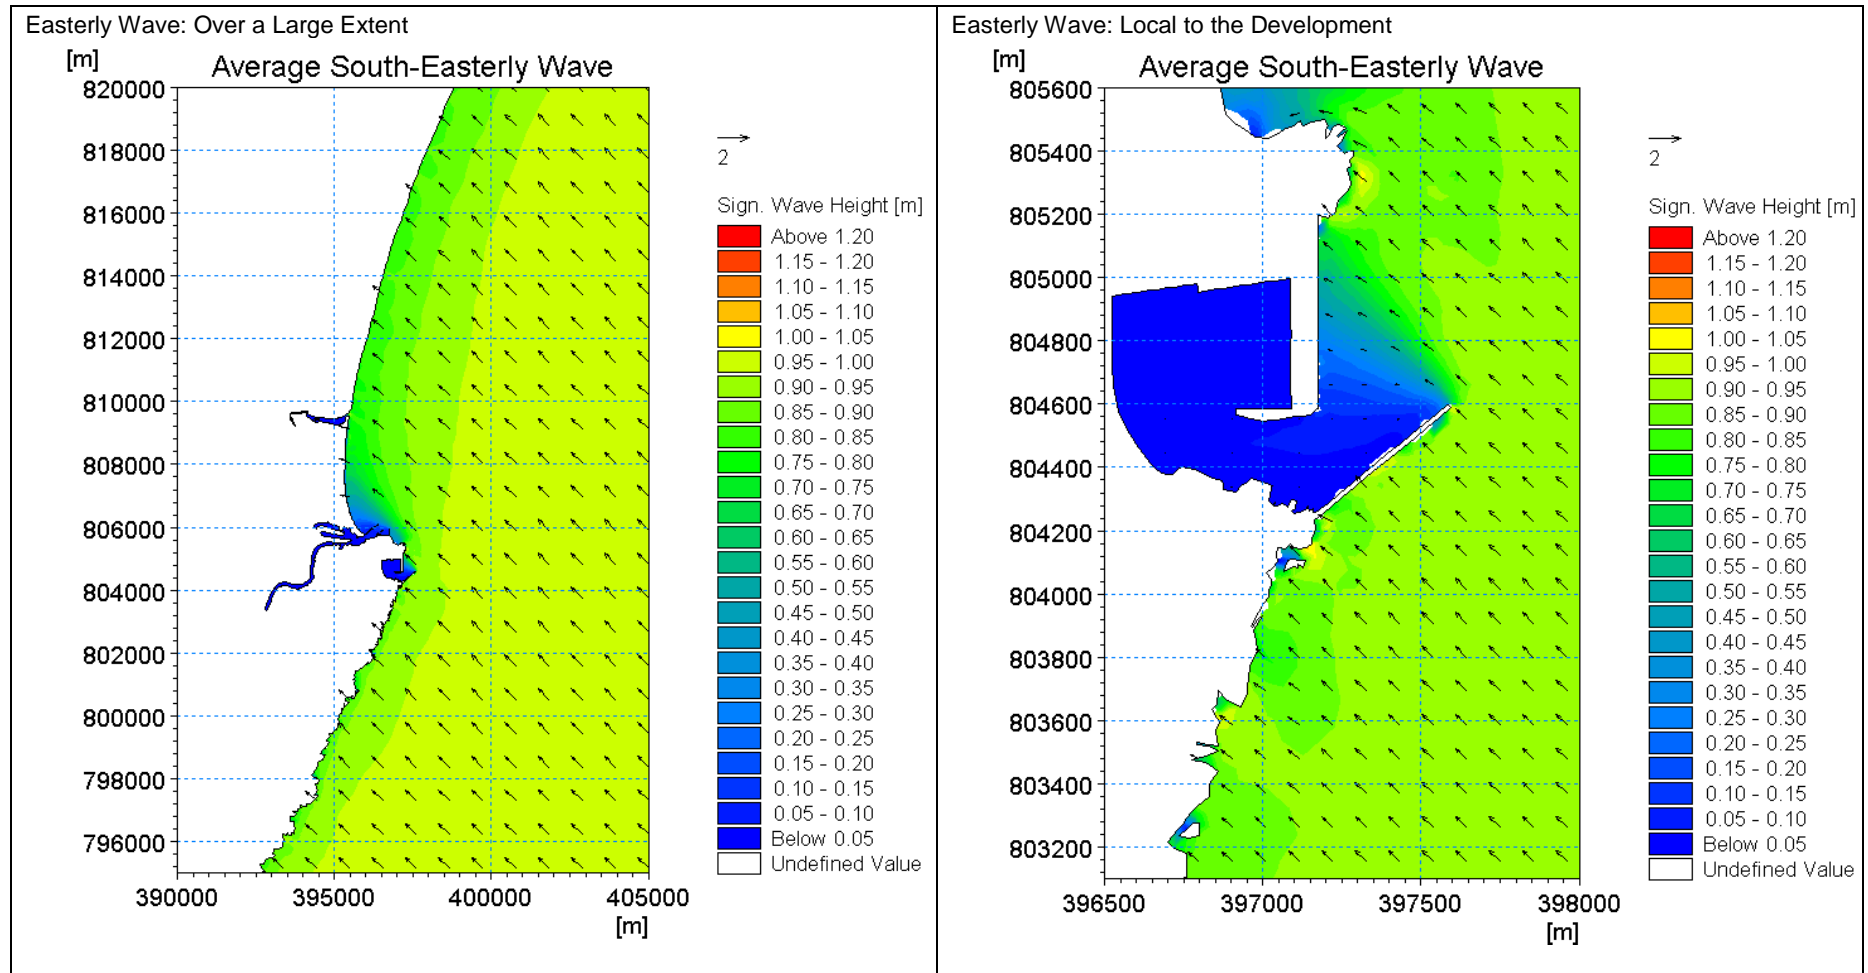 Easterly Wave: Over a Large Extent
[m]
Average South-Easterly Wave
820000
818000
816000
814000
812000
810000
808000
806000
804000
802000
800000
798000
796000
390000 395000 400000 405000
[m]
2
Sign. Wave Height [m]
Above 1.20
1.15 - 1.20
1.10 - 1.15
1.05 - 1.10
1.00 - 1.05
0.95 - 1.00
0.90 - 0.95
0.85 - 0.90
0.80 - 0.85
0.75 - 0.80
0.70 - 0.75
0.65 - 0.70
0.60 - 0.65
0.55 - 0.60
0.50 - 0.55
0.45 - 0.50
0.40 - 0.45
0.35 - 0.40
0.30 - 0.35
0.25 - 0.30
0.20 - 0.25
0.15 - 0.20
0.10 - 0.15
0.05 - 0.10
Below 0.05
Undefined Value
Easterly Wave: Local to the Development
[m]
Average South-Easterly Wave
805600
805400
805200
805000
804800
804600
804400
804200
804000
803800
803600
803400
803200
396500 397000 397500 398000
[m]
2
Sign. Wave Height [m]
Above 1.20
1.15 - 1.20
1.10 - 1.15
1.05 - 1.10
1.00 - 1.05
0.95 - 1.00
0.90 - 0.95
0.85 - 0.90
0.80 - 0.85
0.75 - 0.80
0.70 - 0.75
0.65 - 0.70
0.60 - 0.65
0.55 - 0.60
0.50 - 0.55
0.45 - 0.50
0.40 - 0.45
0.35 - 0.40
0.30 - 0.35
0.25 - 0.30
0.20 - 0.25
0.15 - 0.20
0.10 - 0.15
0.05 - 0.10
Below 0.05
Undefined Value